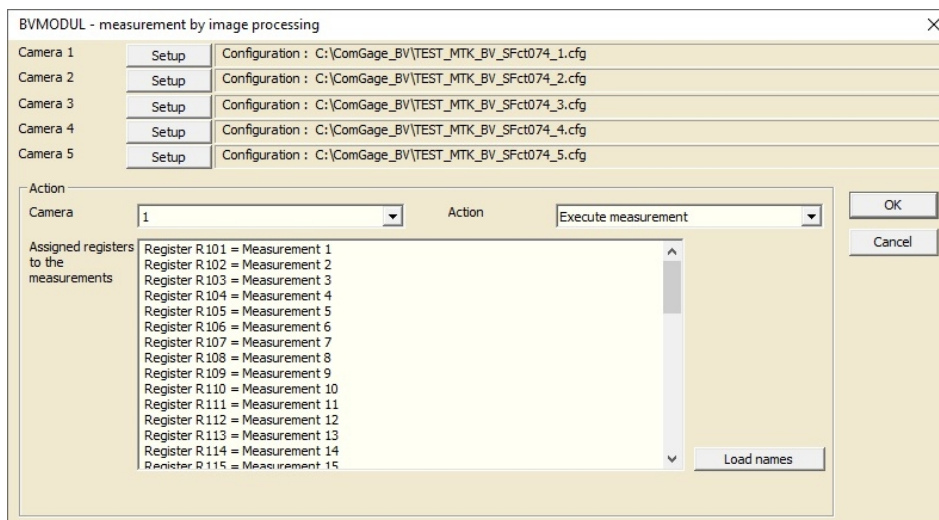 BVMODUL - measurement by image processing
Camera 1 Setup Configuration : C:\ComGage_BV\TEST_MTK_BV_SFct074_1.cfg
Camera 2 Setup Configuration : C:\ComGage_BV\TEST_MTK_BV_SFct074_2.cfg
Camera 3 Setup Configuration : C:\ComGage_BV\TEST_MTK_BV_SFct074_3.cfg
Camera 4 Setup Configuration : C:\ComGage_BV\TEST_MTK_BV_SFct074_4.cfg
Camera 5 Setup Configuration : C:\ComGage_BV\TEST_MTK_BV_SFct074_5.cfg
Action
Camera 1 Action Execute measurement
OK
Cancel
Assigned registers
to the
measurements
Register R101 = Measurement 1
Register R102 = Measurement 2
Register R103 = Measurement 3
Register R104 = Measurement 4
Register R105 = Measurement 5
Register R106 = Measurement 6
Register R107 = Measurement 7
Register R108 = Measurement 8
Register R109 = Measurement 9
Register R110 = Measurement 10
Register R111 = Measurement 11
Register R112 = Measurement 12
Register R113 = Measurement 13
Register R114 = Measurement 14
Register R115 = Measurement 15
Load names